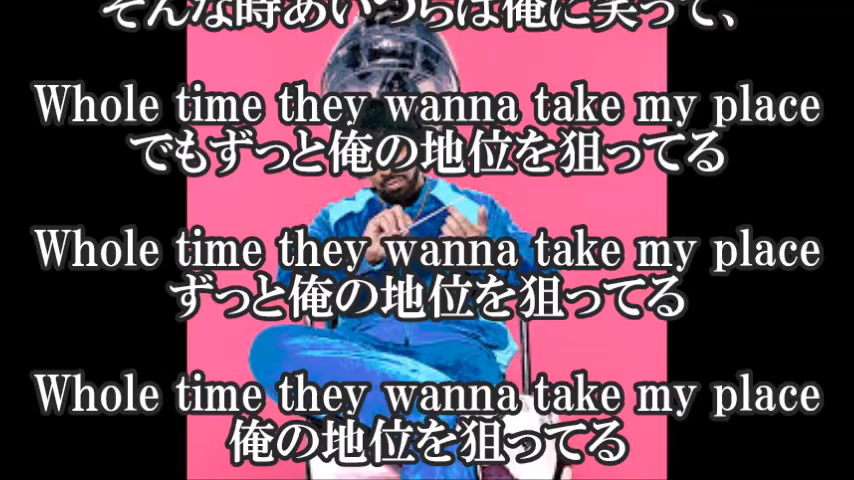 そんな時あいつらは俺に笑って、
Whole time they wanna take my place
でもずっと俺の地位を狙ってる
Whole time they wanna take my place
ずっと俺の地位を狙ってる
Whole time they wanna take my place
俺の地位を狙ってる